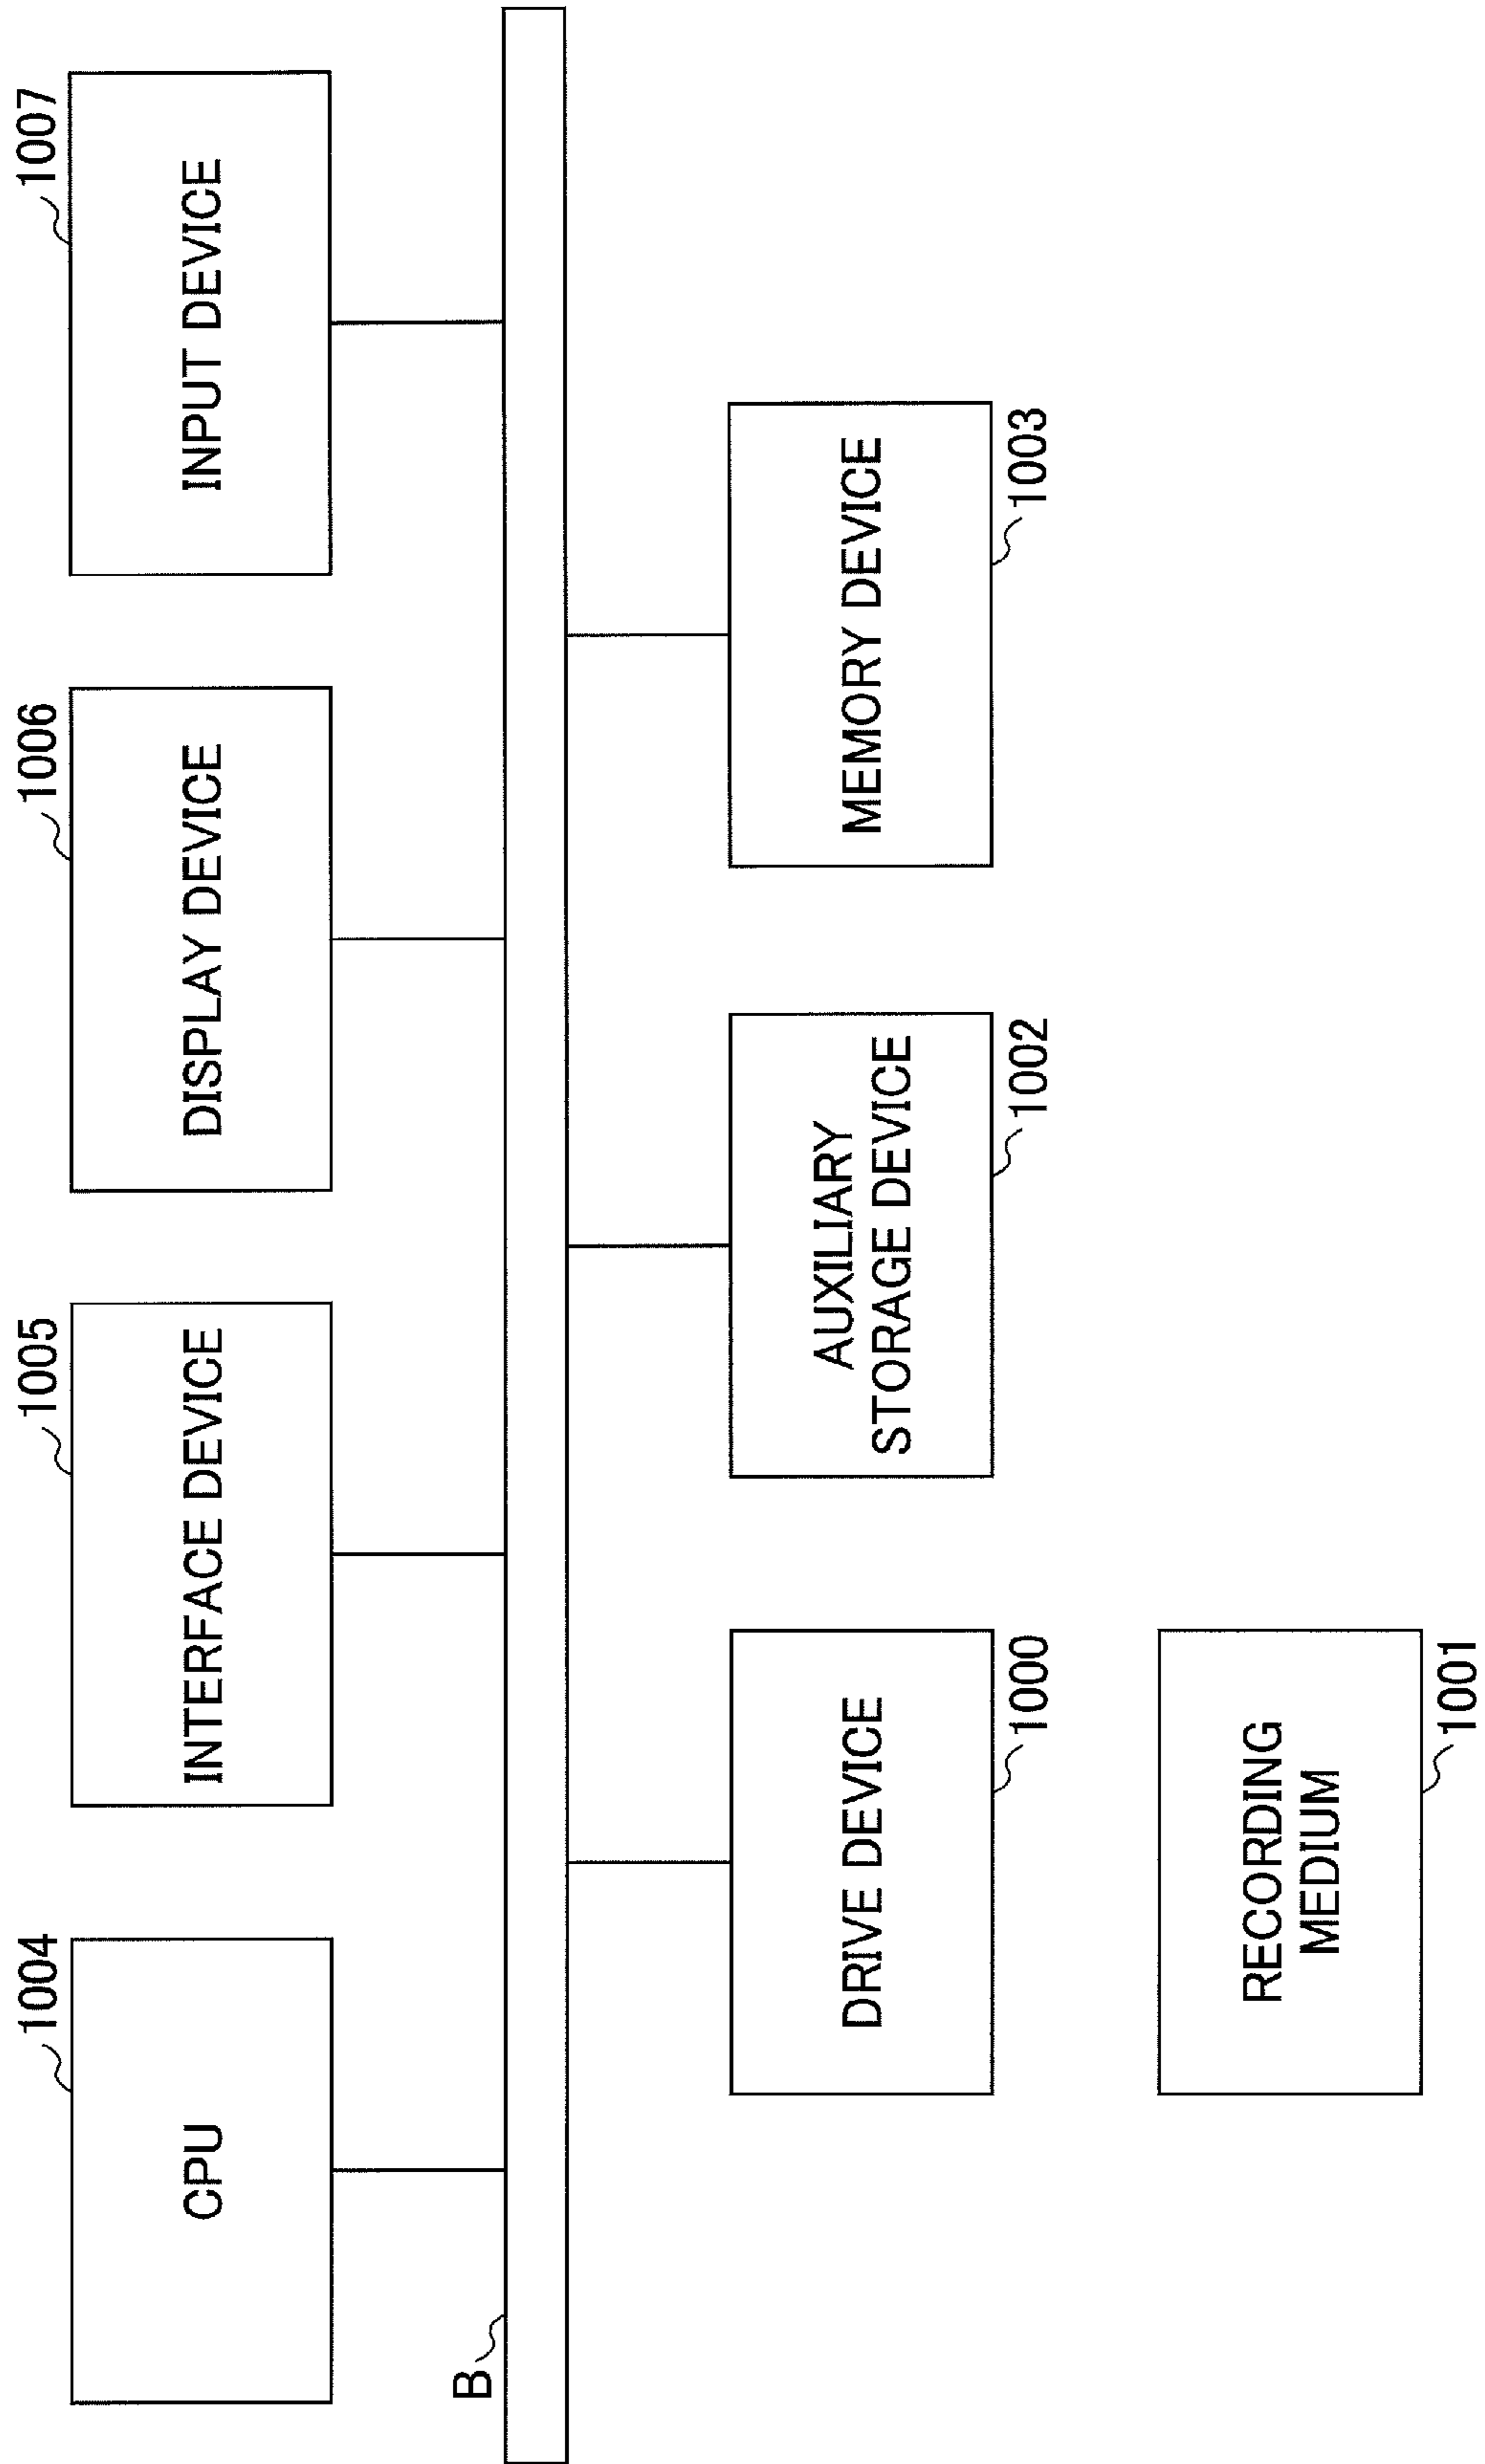 1004
1005
1006
1007
CPU
INTERFACE DEVICE
DISPLAY DEVICE
INPUT DEVICE
B
DRIVE DEVICE
AUXILIARY
STORAGE DEVICE
MEMORY DEVICE
1000
1002
1003
RECORDING
MEDIUM
1001